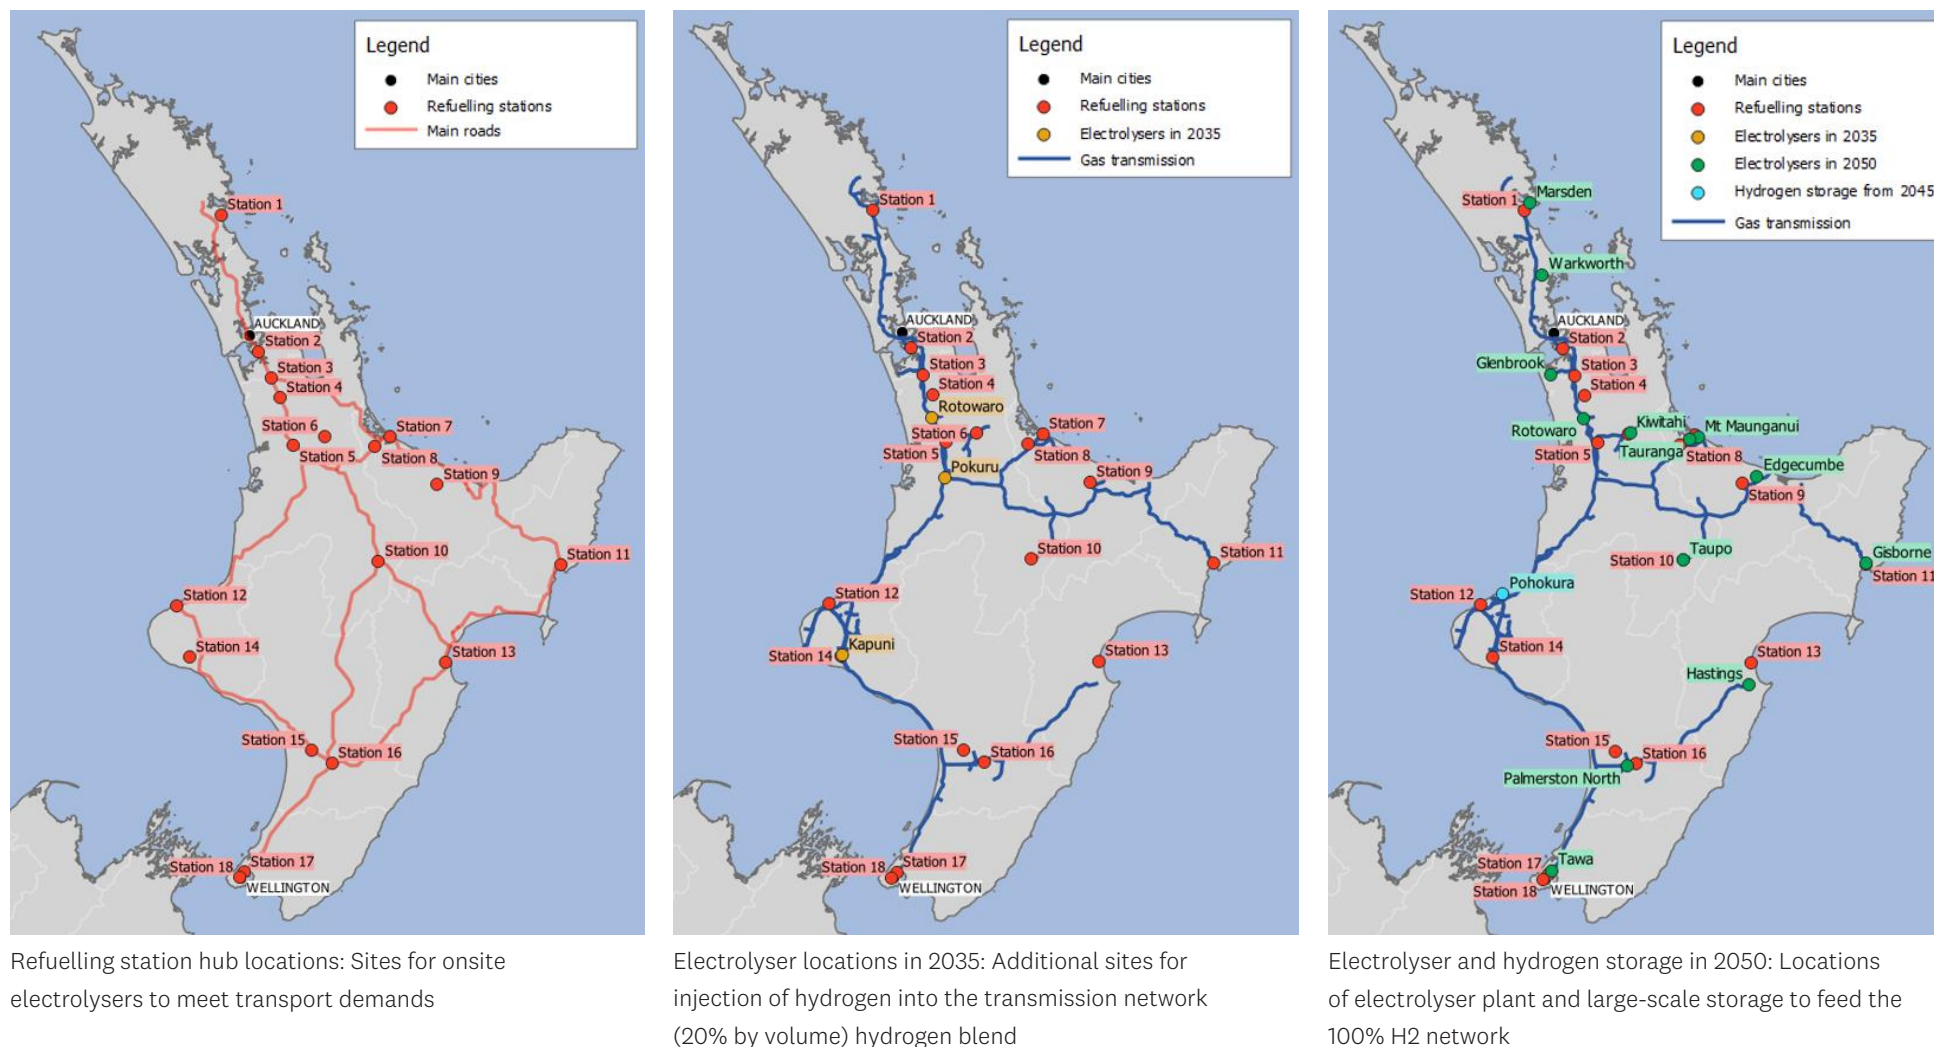 Legend
Main cities
Refuelling stations
Main roads
Station 1
AUCKLAND
Station 2
Station 3
Station 4
Station 6
Station 7
Station 5
Station 8
Station 9
Station 10
Station 11
Station 12
Station 14
Station 13
Station 15
Station 16
Station 17
Station 18
WELLINGTON
Refuelling station hub locations: Sites for onsite
electrolysers to meet transport demands
Legend
Main cities
Refuelling stations
Electrolysers in 2035
Gas transmission
Station 1
AUCKLAND
Station 2
Station 3
Station 4
Rotowaro
Station 7
Station 6
Station 5
Station 8
Pokuru
Station 9
Station 10
Station 11
Station 12
Kapuni
Station 14
Station 13
Station 15
Station 16
Station 17
Station 18
WELLINGTON
Electrolyser locations in 2035: Additional sites for
injection of hydrogen into the transmission network
(20% by volume) hydrogen blend
Legend
Main cities
Refuelling stations
Electrolysers in 2035
Electrolysers in 2050
Hydrogen storage from 2045
Gas transmission
Marsden
Station 1
Warkworth
AUCKLAND
Station 2
Glenbrook
Station 3
Station 4
Kiwitahi
Mt Maunganui
Rotowaro
Tauranga
Station 5
Station 8
Edgecumbe
Station 9
Taupo
Station 10
Gisborne
Station 11
Pohokura
Station 12
Station 14
Station 13
Hastings
Station 15
Station 16
Palmerston North
Tawa
Station 17
Station 18
WELLINGTON
Electrolyser and hydrogen storage in 2050: Locations
of electrolyser plant and large-scale storage to feed the
100% H2 network